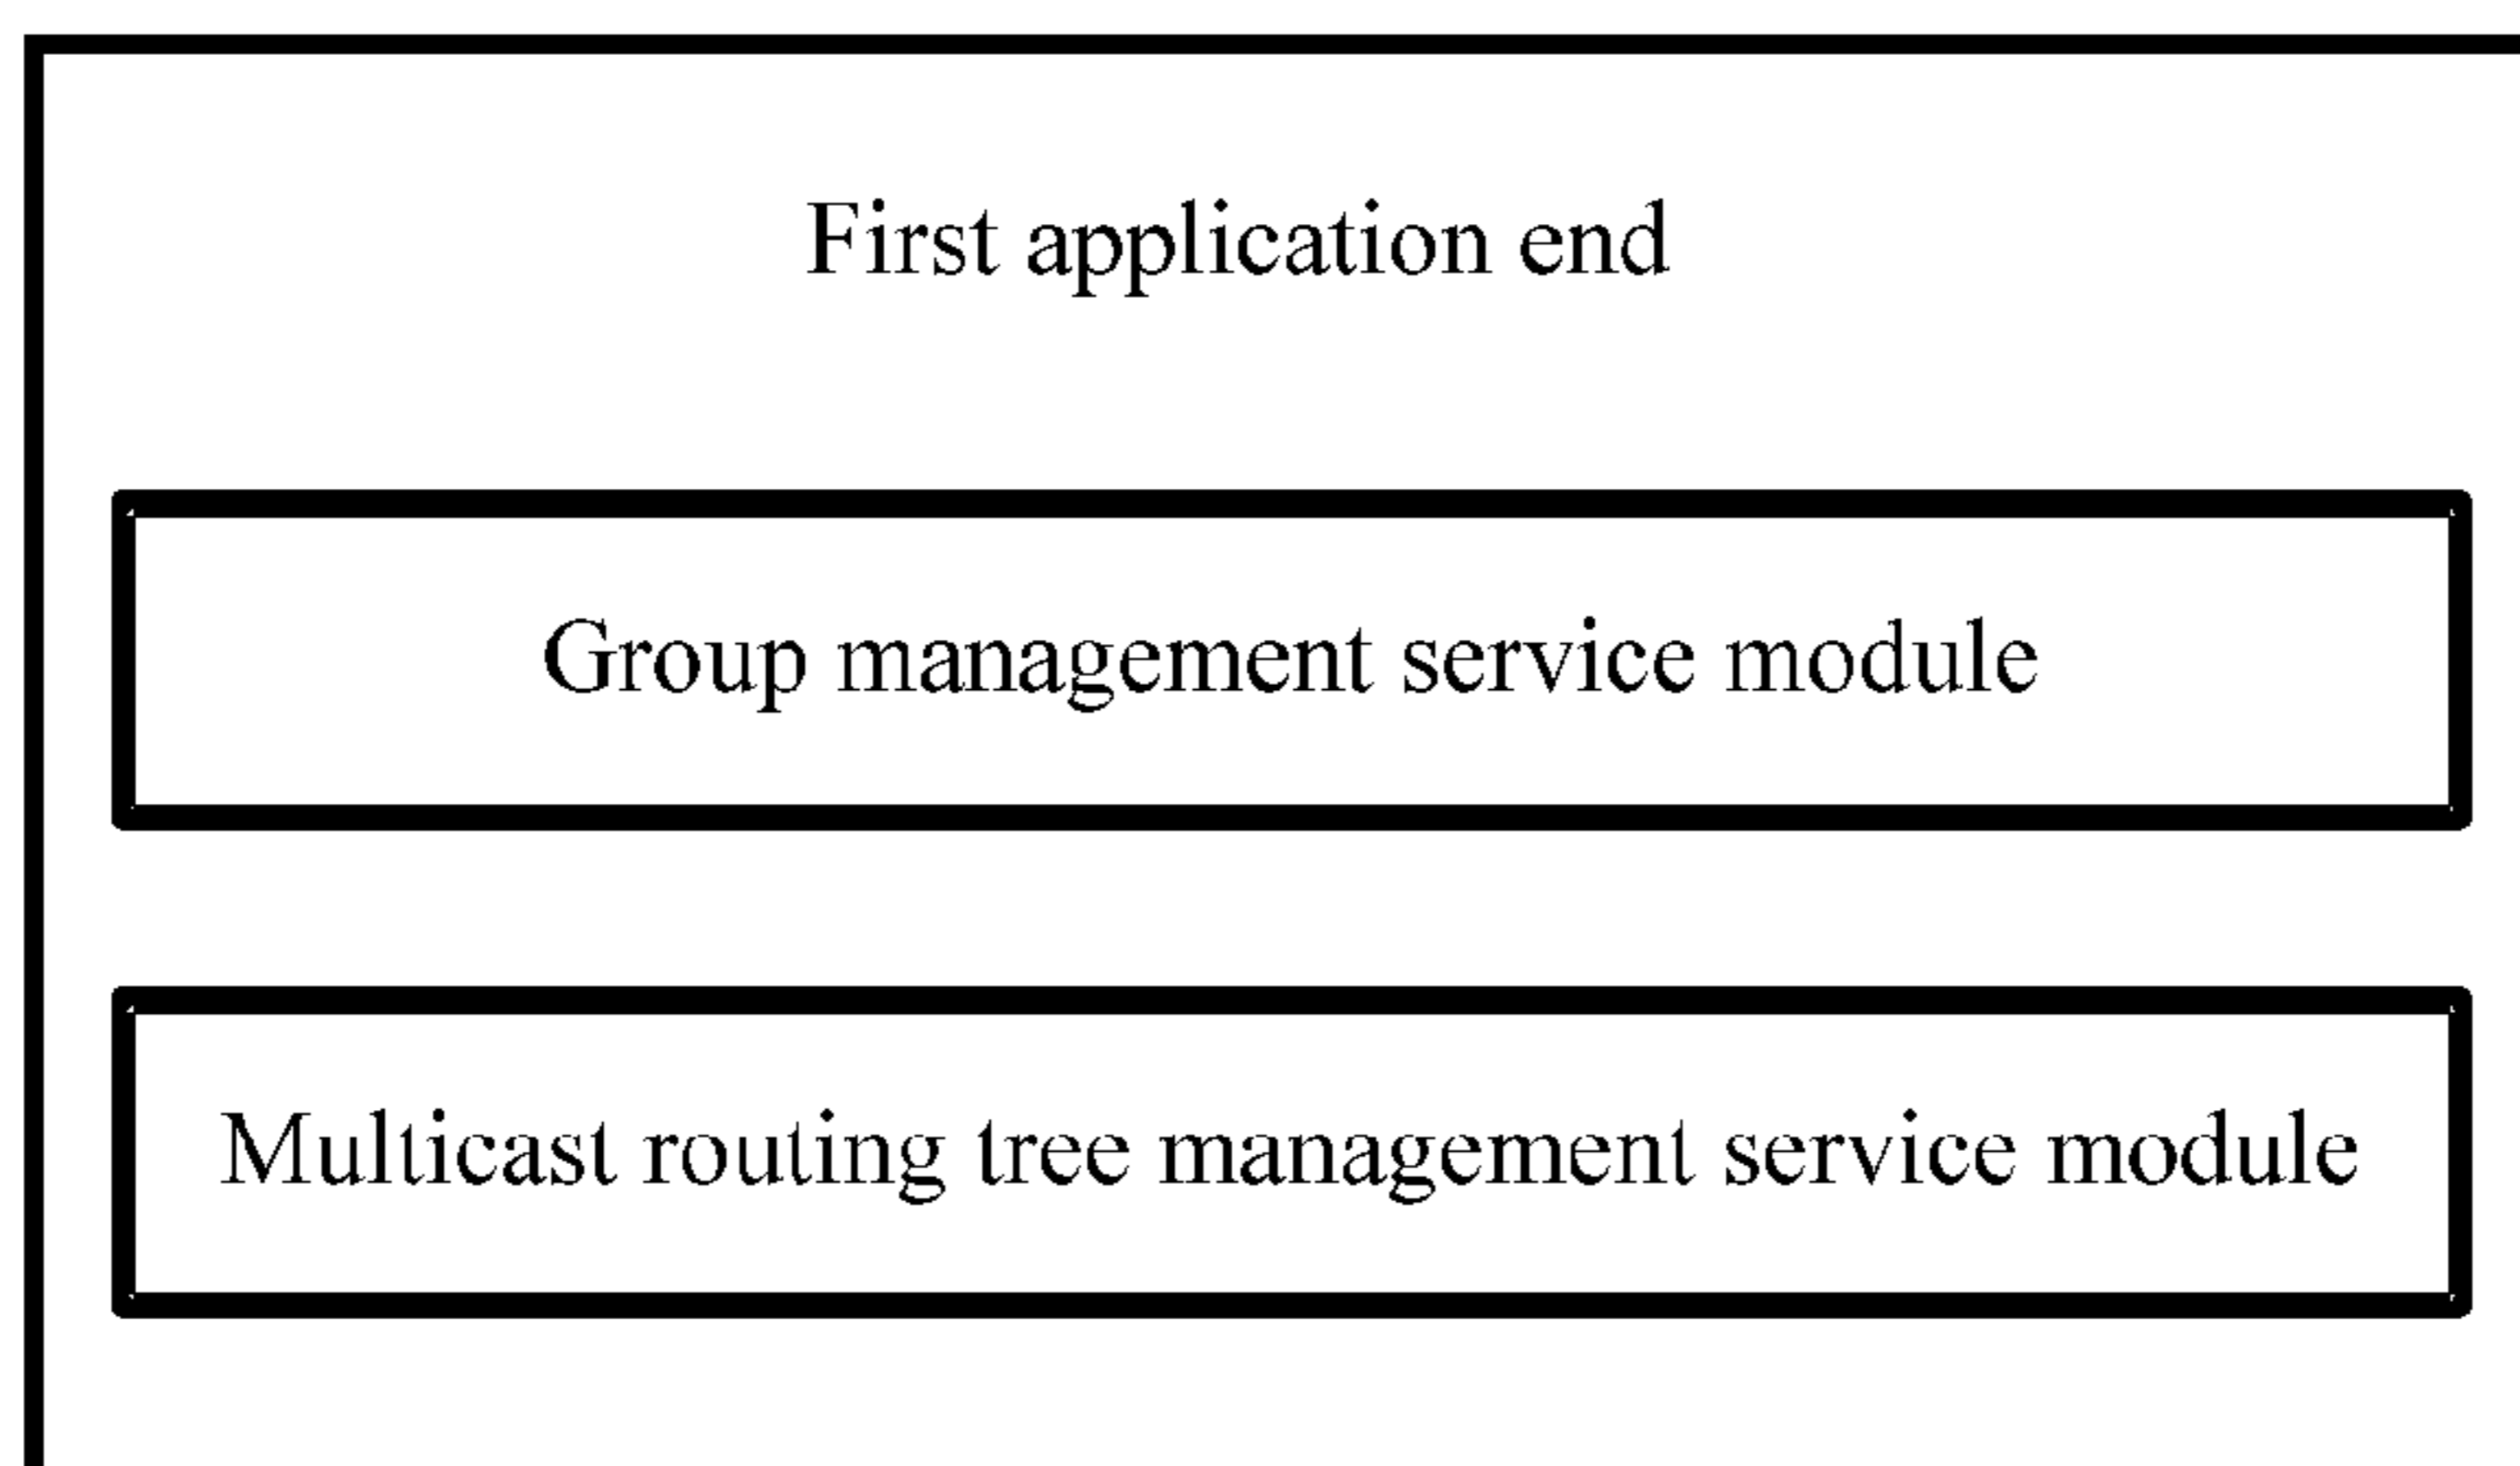 First application end
Group management service module
Multicast routing tree management service module